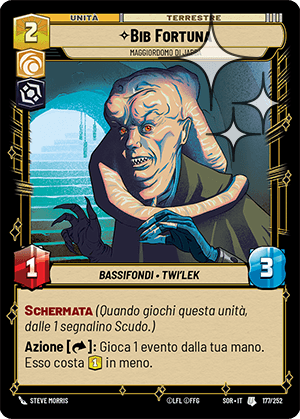 UNITÀ
TERRESTRE
2
Bib Fortuna
MAGGIORDOMO DI JABBA
1
BASSIFONDI • TWI'LEK
3
SCHERMATA (Quando giochi questa unità,
dalle 1 segnalino Scudo.)
Azione [↷]: Gioca 1 evento dalla tua mano.
Esso costa 1 in meno.
STEVE MORRIS
©LFL ©FFG
SOR • IT
177/252